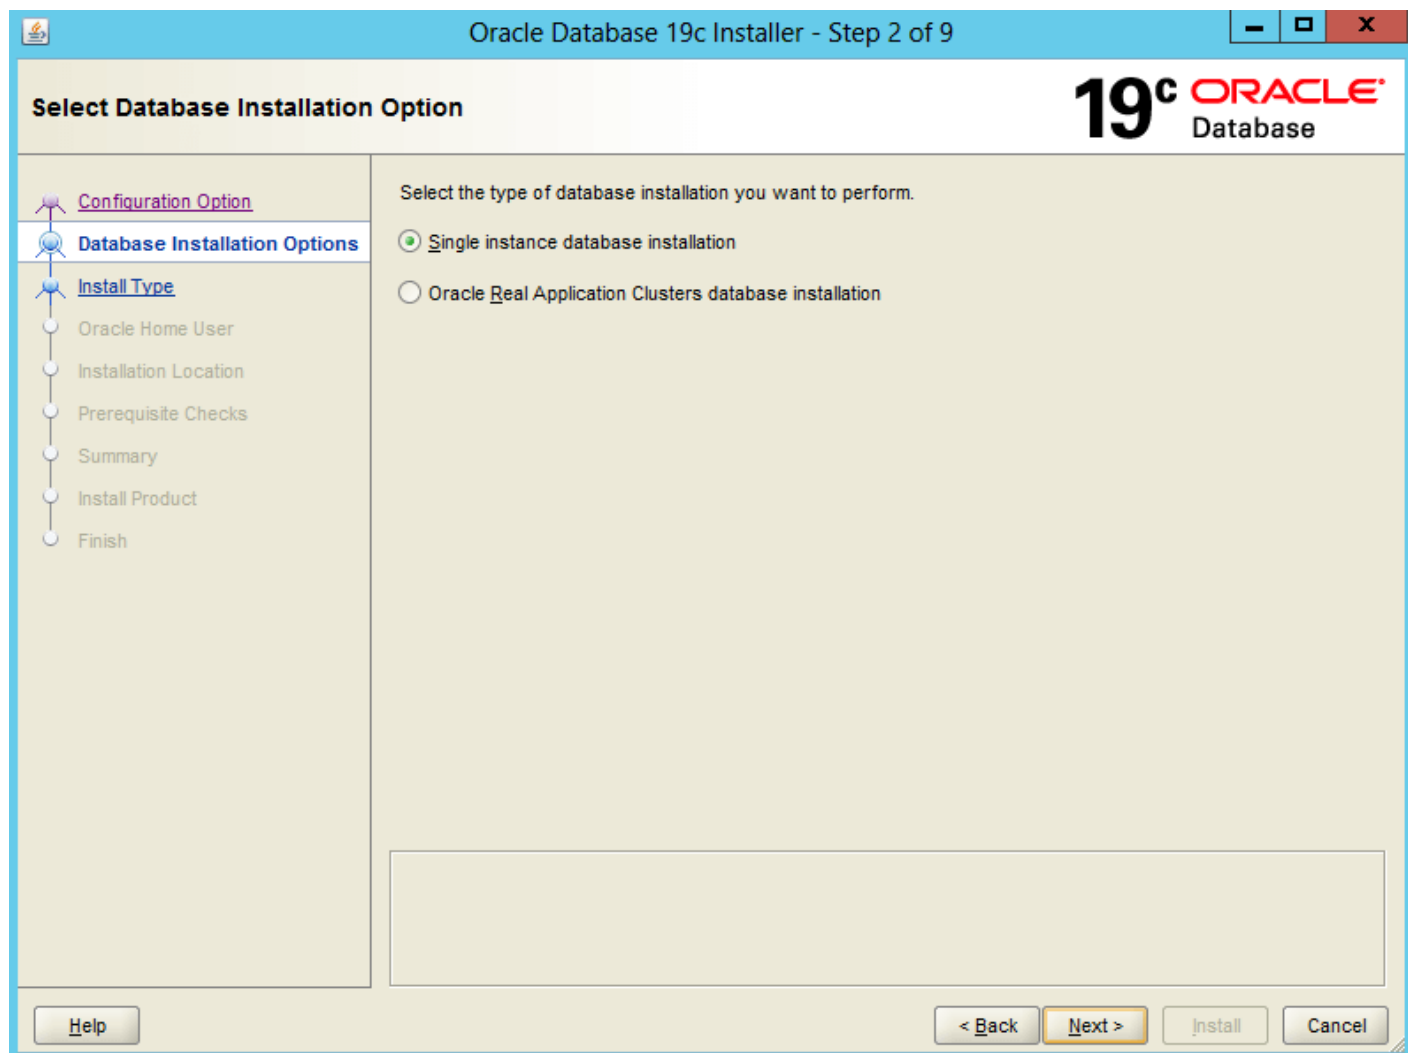 Oracle Database 19c Installer - Step 2 of 9
Select Database Installation Option
19c ORACLE
Database
Configuration Option
Database Installation Options
Install Type
Oracle Home User
Installation Location
Prerequisite Checks
Summary
Install Product
Finish
Select the type of database installation you want to perform.
Single instance database installation
Oracle Real Application Clusters database installation
Help
< Back
Next >
Install
Cancel